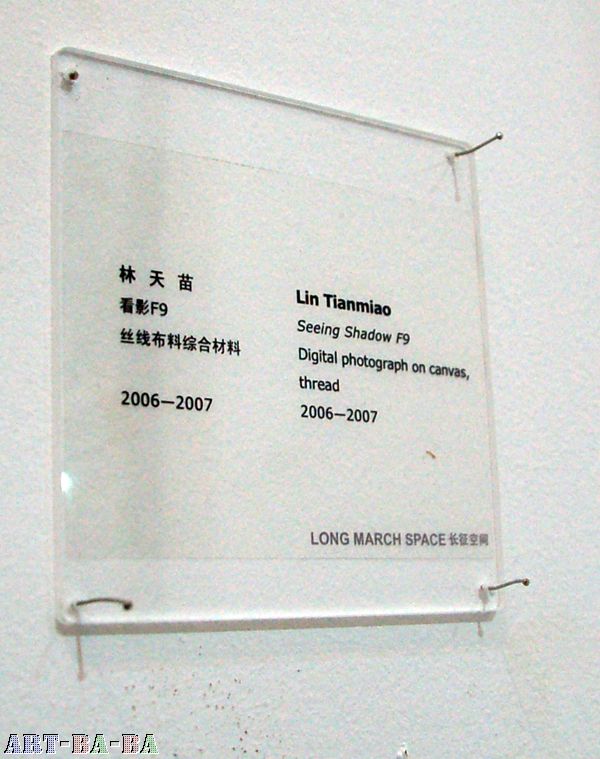 林天苗
看影F9
丝线布料综合材料
2006—2007
Lin Tianmiao
Seeing Shadow F9
Digital photograph on canvas,
thread
2006—2007
LONG MARCH SPACE 长征空间
ART-BA-BA